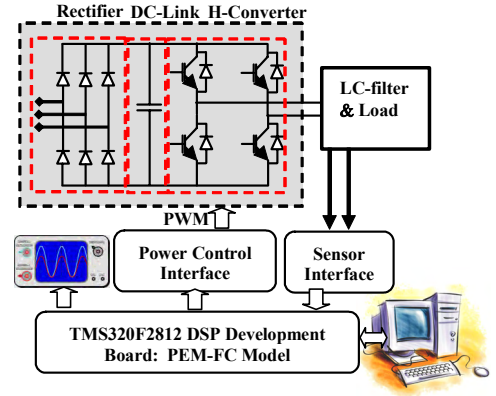 Rectifier DC-Link H-Converter
LC-filter
& Load
PWM
Power Control
Interface
Sensor
Interface
TMS320F2812 DSP Development
Board: PEM-FC Model